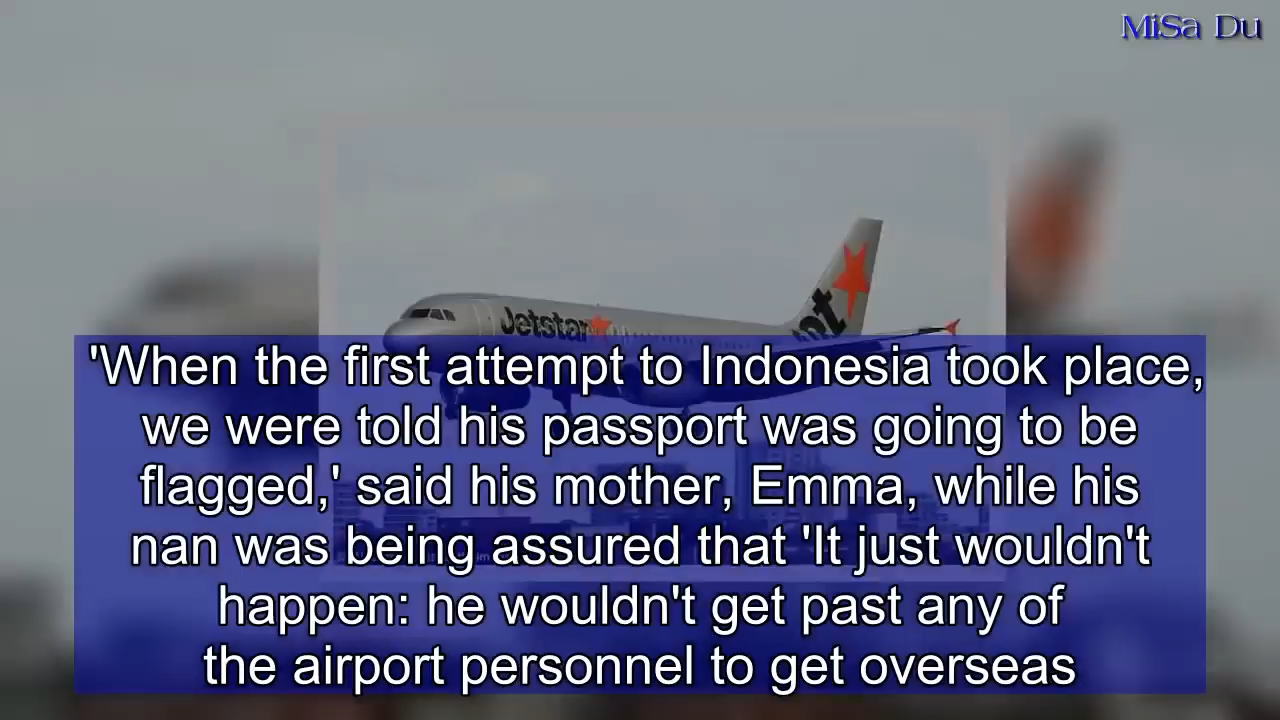 MiSa Du
Jetstar
'When the first attempt to Indonesia took place,
we were told his passport was going to be
flagged,' said his mother, Emma, while his
nan was being assured that 'It just wouldn't
happen: he wouldn't get past any of
the airport personnel to get overseas